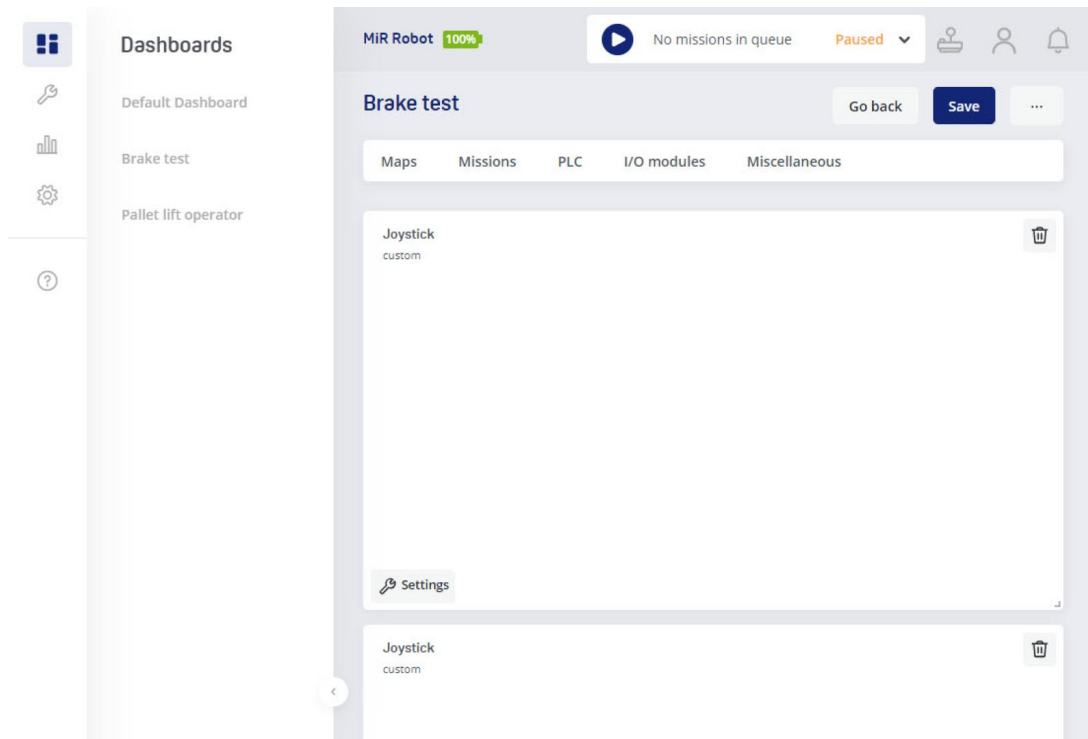 Dashboards
Default Dashboard
Brake test
Pallet lift operator
MiR Robot 100%
No missions in queue Paused
Brake test
Go back Save ...
Maps Missions PLC I/O modules Miscellaneous
Joystick
custom
Settings
Joystick
custom